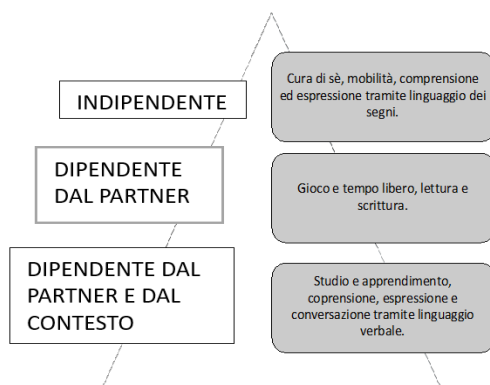 INDIPENDENTE
Cura di sè, mobilità, comprensione
ed espressione tramite linguaggio dei
segni.
DIPENDENTE
DAL PARTNER
Gioco e tempo libero, lettura e
scrittura.
DIPENDENTE DAL
PARTNER E DAL
CONTESTO
Studio e apprendimento,
coprensione, espressione e
conversazione tramite linguaggio
verbale.